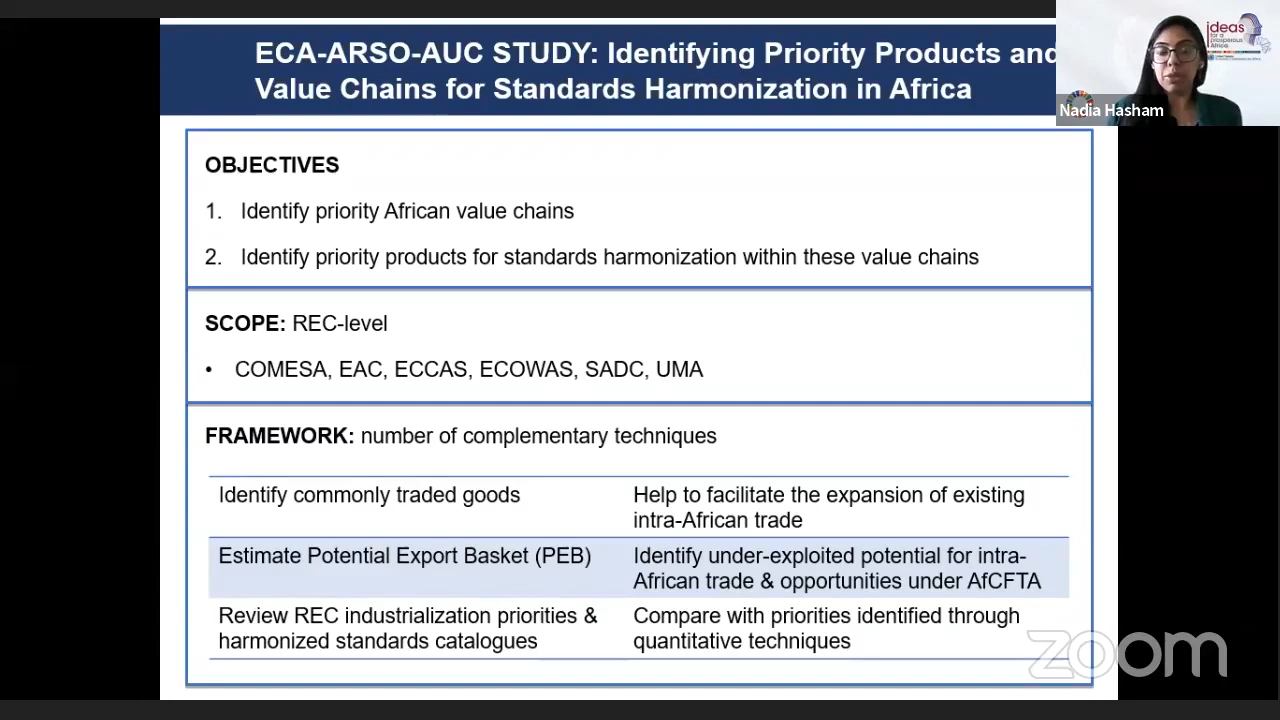 ECA-ARSO-AUC STUDY: Identifying Priority Products and
Value Chains for Standards Harmonization in Africa
ideas
for a
prosperous
Africa
Nadia Hasham
OBJECTIVES
1. Identify priority African value chains
2. Identify priority products for standards harmonization within these value chains
SCOPE: REC-level
• COMESA, EAC, ECCAS, ECOWAS, SADC, UMA
FRAMEWORK: number of complementary techniques
Identify commonly traded goods
Help to facilitate the expansion of existing
intra-African trade
Estimate Potential Export Basket (PEB)
Identify under-exploited potential for intra-
African trade & opportunities under AfCFTA
Review REC industrialization priorities &
harmonized standards catalogues
Compare with priorities identified through
quantitative techniques
zoom